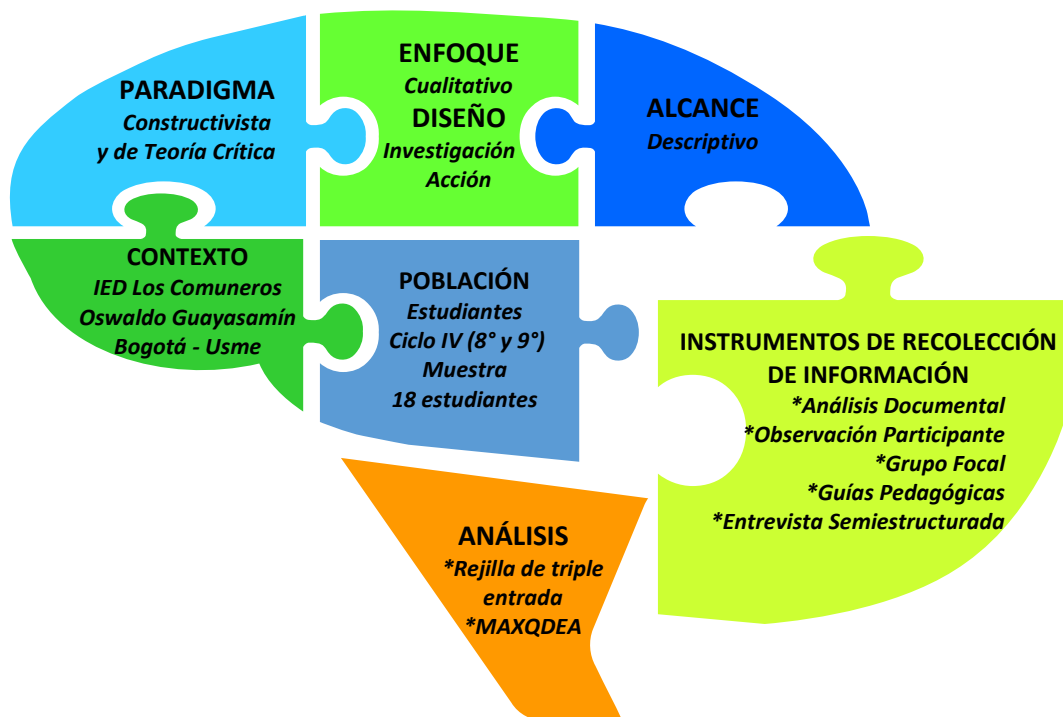 PARADIGMA
Constructivista
y de Teoría Crítica
ENFOQUE
Cualitativo
DISEÑO
Investigación
Acción
ALCANCE
Descriptivo
CONTEXTO
IED Los Comuneros
Oswaldo Guayasamín
Bogotá - Usme
POBLACIÓN
Estudiantes
Ciclo IV (8° y 9°)
Muestra
18 estudiantes
INSTRUMENTOS DE RECOLECCIÓN
DE INFORMACIÓN
*Análisis Documental
*Observación Participante
*Grupo Focal
*Guías Pedagógicas
*Entrevista Semiestructurada
ANÁLISIS
*Rejilla de triple
entrada
*MAXQDEA